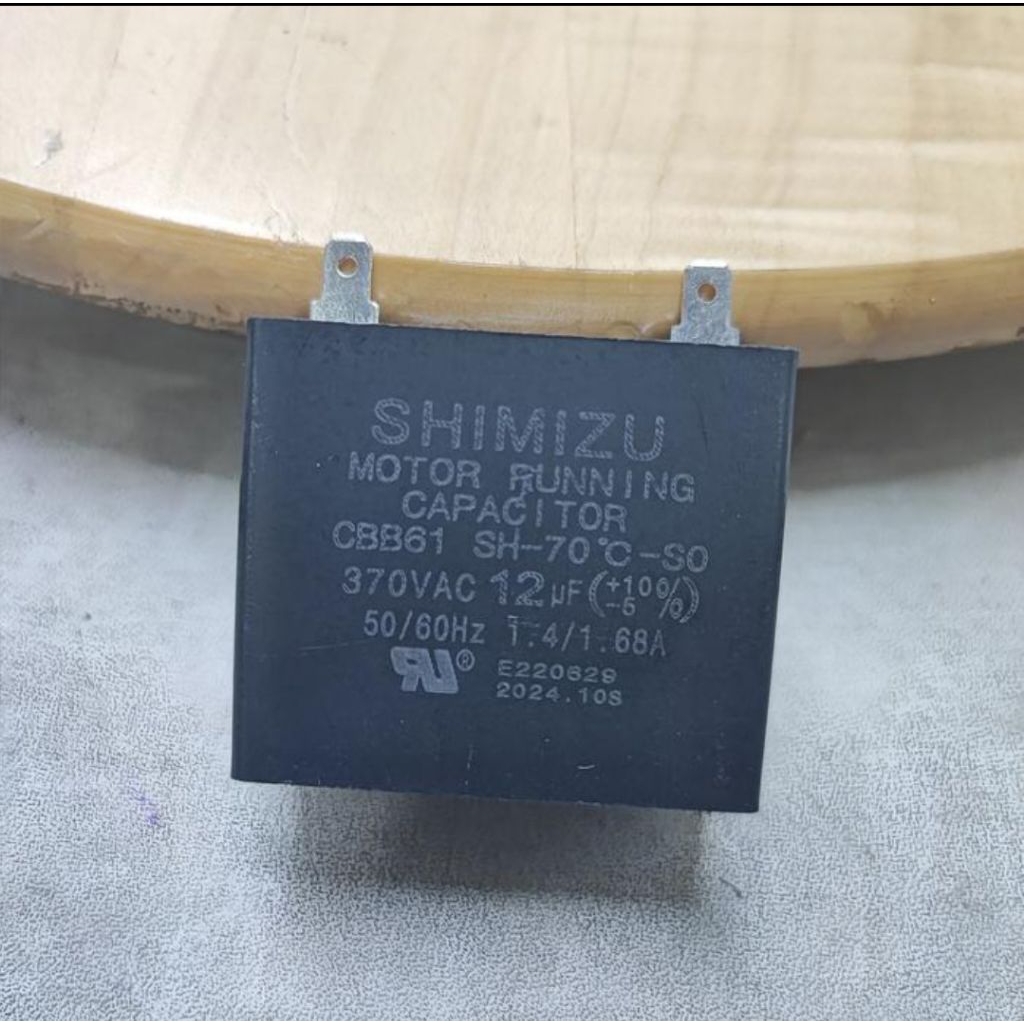 SHIMIZU
MOTOR RUNNING
CAPACITOR
CBB61 SH-70℃-S0
370VAC 12μF(+10%/-5%)
50/60Hz 1.4/1.68A
RU® E220629
2024.10S